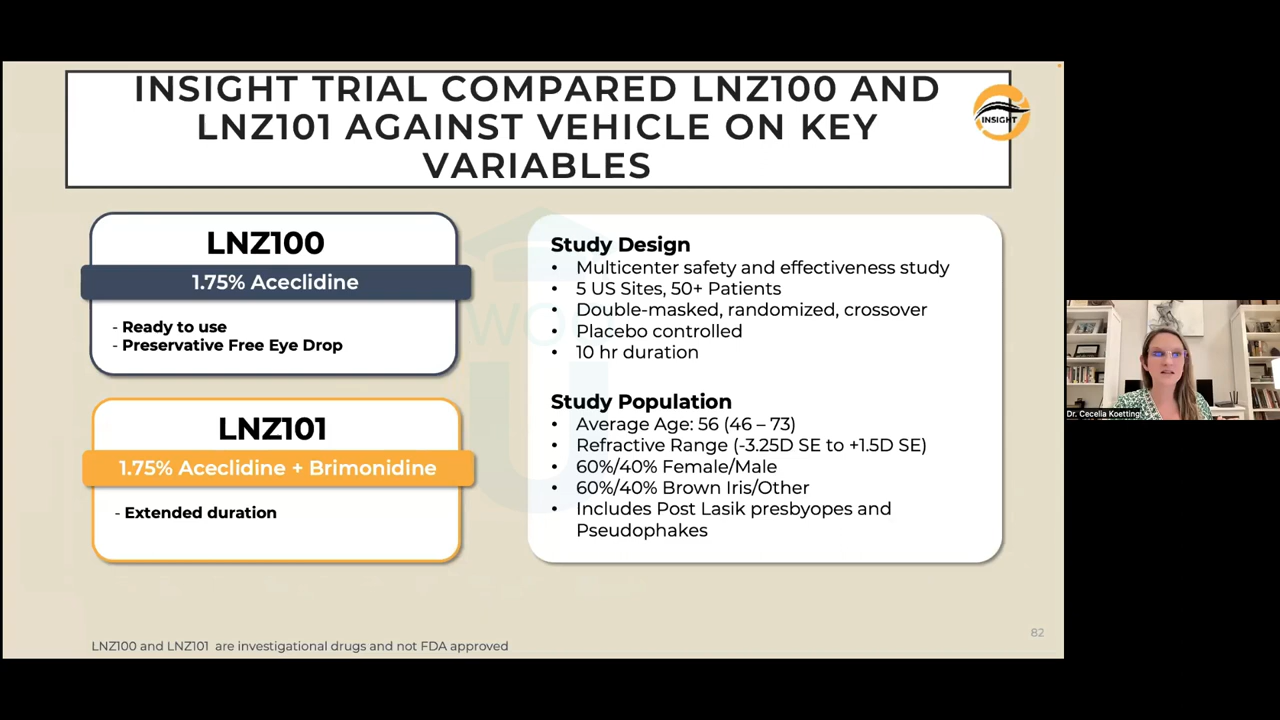 INSIGHT TRIAL COMPARED LNZ100 AND
LNZ101 AGAINST VEHICLE ON KEY
VARIABLES
INSIGHT
LNZ100
1.75% Aceclidine
- Ready to use
- Preservative Free Eye Drop
LNZ101
1.75% Aceclidine + Brimonidine
- Extended duration
Study Design
• Multicenter safety and effectiveness study
• 5 US Sites, 50+ Patients
• Double-masked, randomized, crossover
• Placebo controlled
• 10 hr duration
Study Population
• Average Age: 56 (46 – 73)
• Refractive Range (-3.25D SE to +1.5D SE)
• 60%/40% Female/Male
• 60%/40% Brown Iris/Other
• Includes Post Lasik presbyopes and
Pseudophakes
Dr. Cecelia Koetting
82
LNZ100 and LNZ101 are investigational drugs and not FDA approved